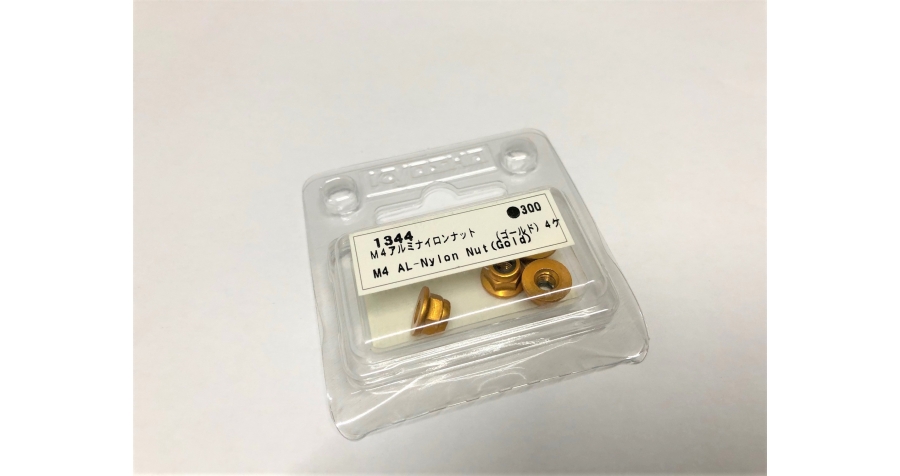 KYOSHO
●300
1344
M4アルミナイロンナット (ゴールド) 4ケ
M4 AL-Nylon Nut(Gold)